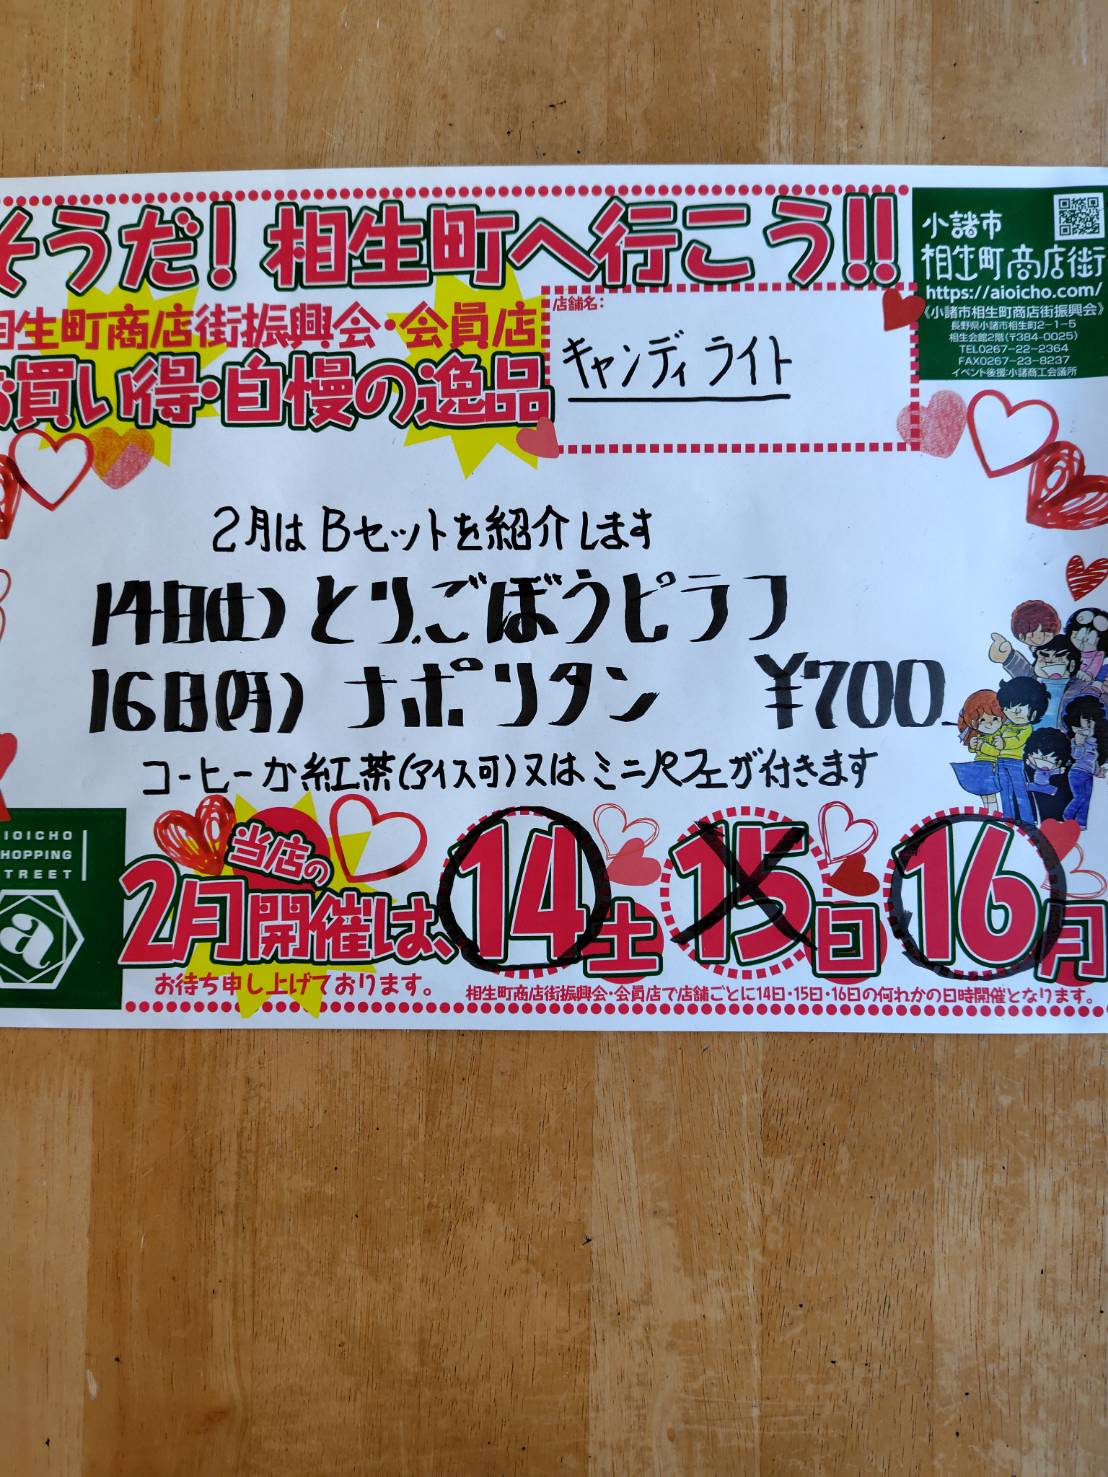 そうだ！相生町へ行こう!!
相生町商店街振興会・会員店
お買い得・自慢の逸品
店舗名：
キャンディライト
小諸市
相生町商店街
https://aioicho.com/
《小諸市相生町商店街振興会》
長野県小諸市相生町2-1-5
相生会館2階(〒384-0025)
TEL0267-22-2364
FAX0267-23-8237
イベント後援:小諸商工会議所
2月はBセットを紹介します
14日(土)とりごぼうピラフ
16日(月)ナポリタン ¥700
コーヒーか紅茶(アイス可)又はミニパフェが付きます
IOICHO
HOPPING
TREET
a
当店の
2月開催は、14土 15日 16月
お待ち申し上げております。
相生町商店街振興会・会員店で店舗ごとに14日・15日・16日の何れかの日時開催となります。